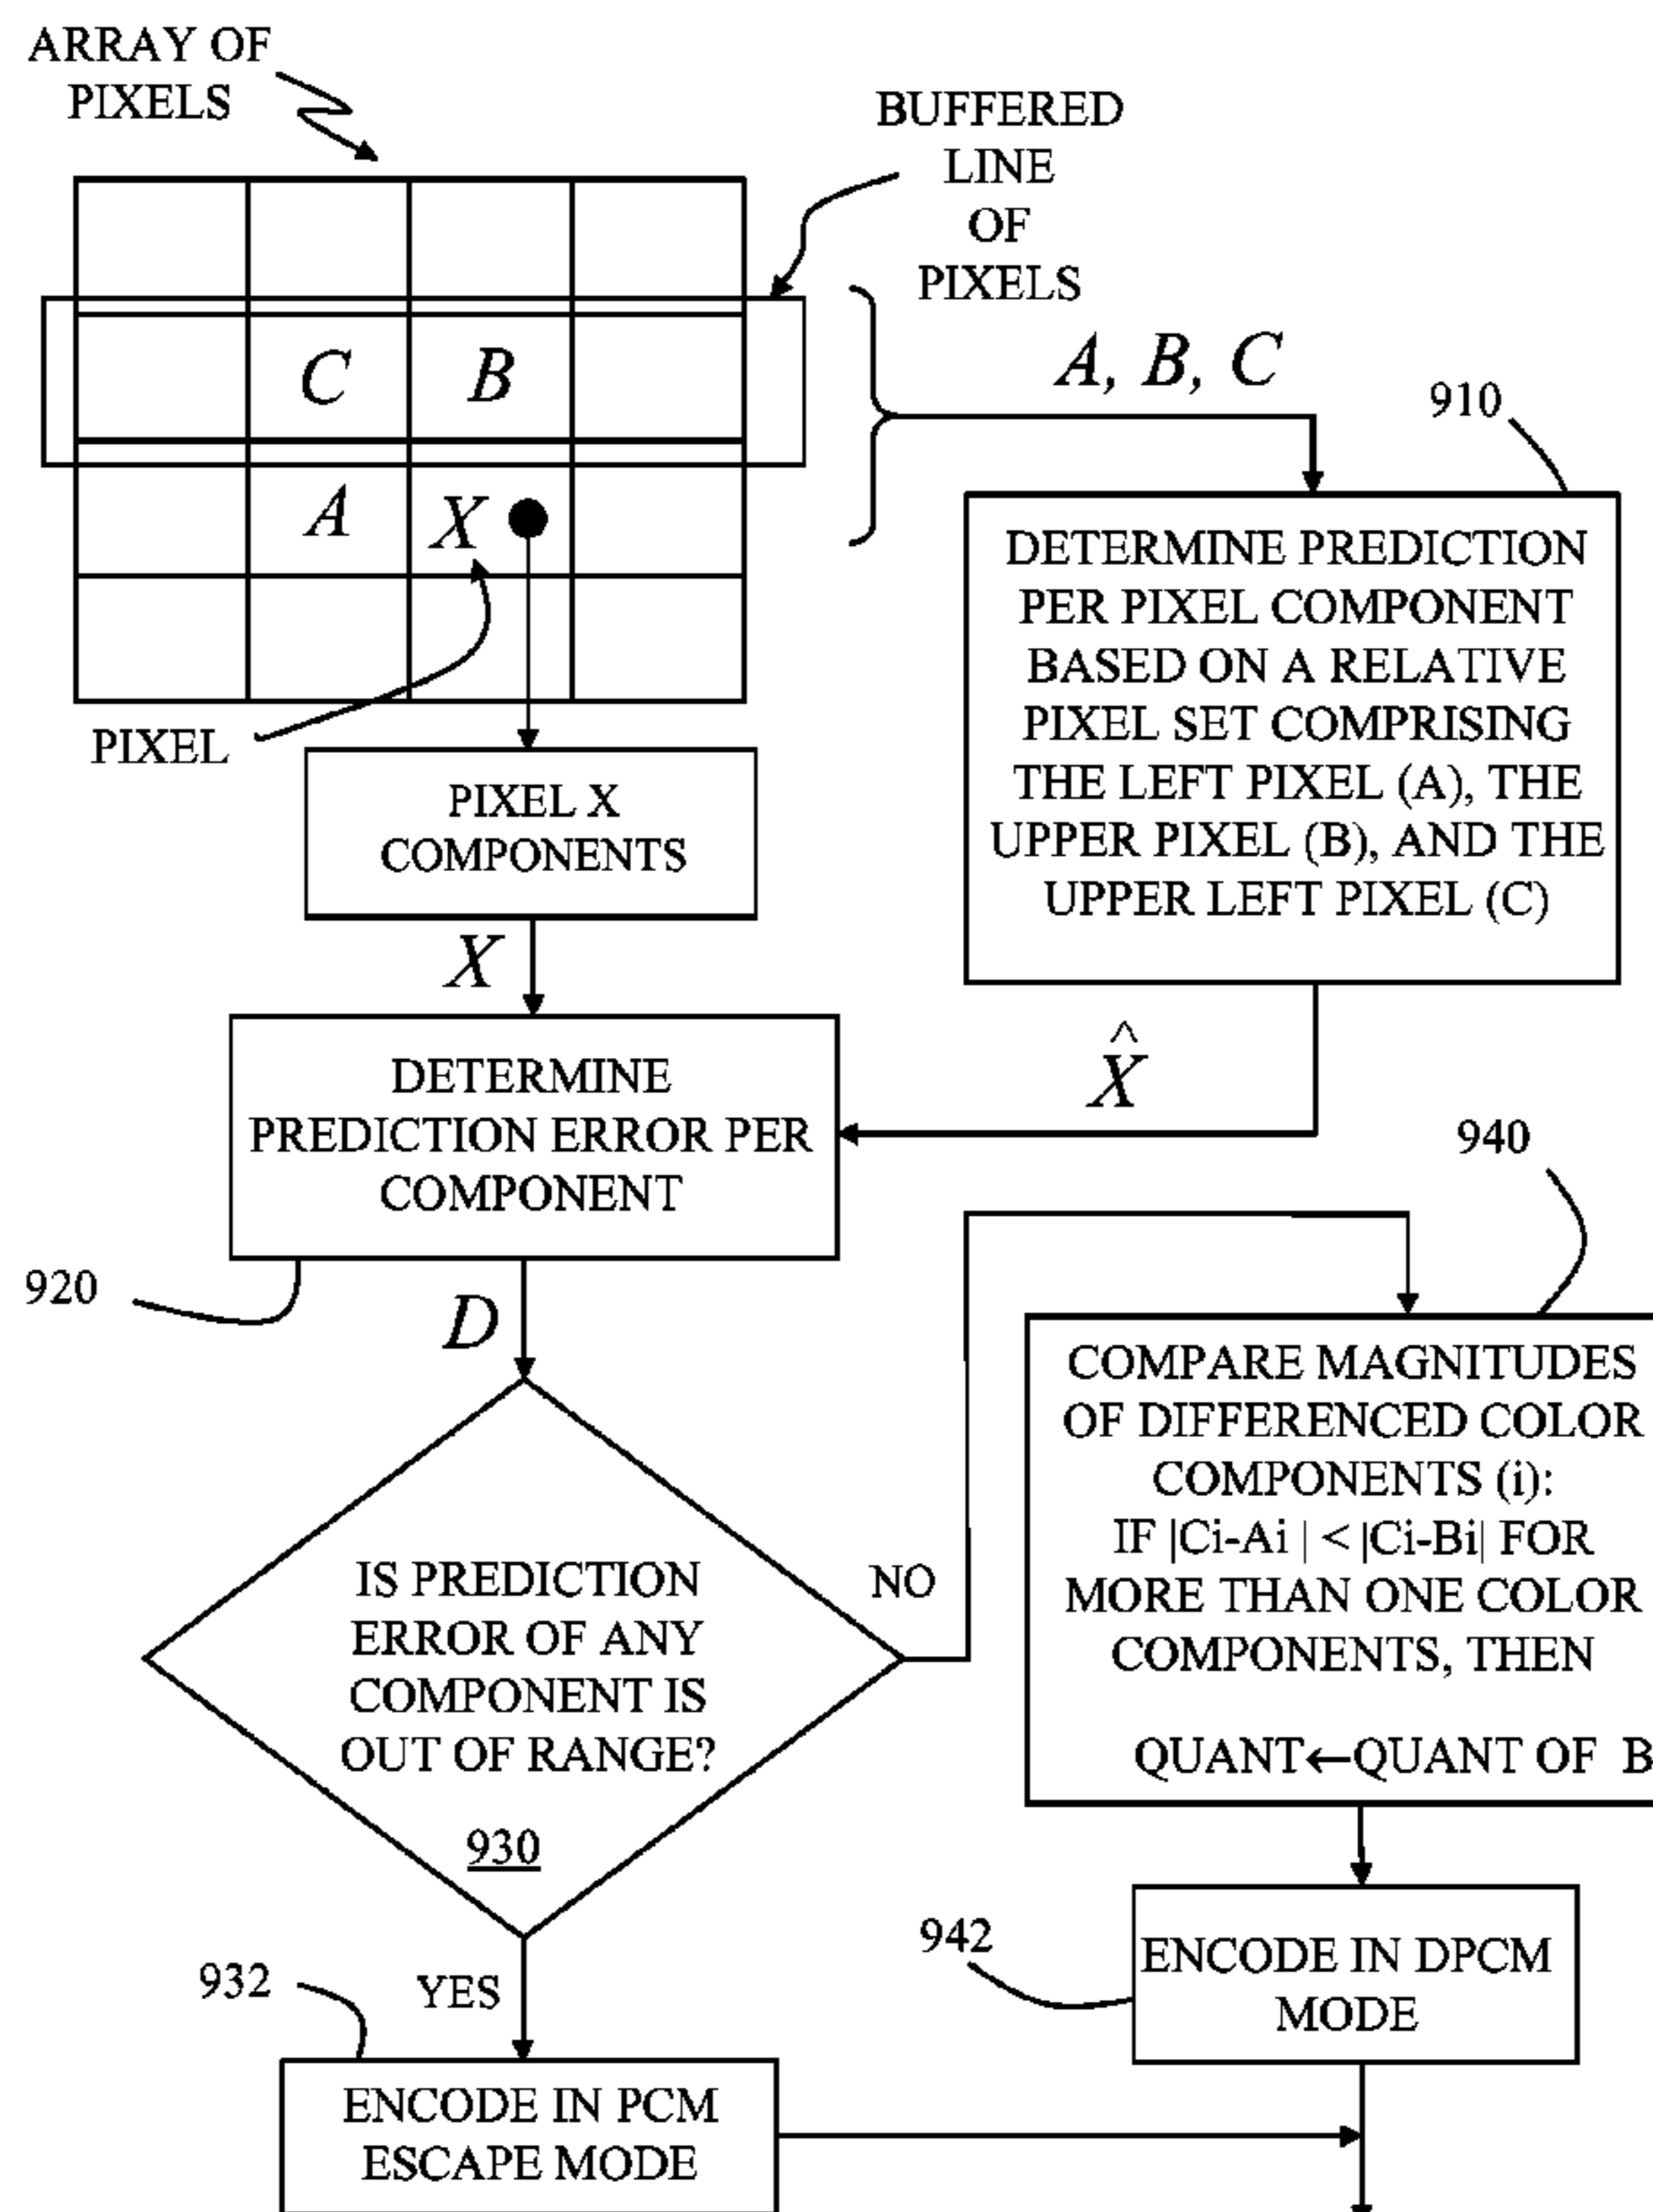 ARRAY OF
PIXELS
BUFFERED
LINE
OF
PIXELS
C B
A X
A, B, C
910
DETERMINE PREDICTION
PER PIXEL COMPONENT
BASED ON A RELATIVE
PIXEL SET COMPRISING
THE LEFT PIXEL (A), THE
UPPER PIXEL (B), AND THE
UPPER LEFT PIXEL (C)
PIXEL
PIXEL X
COMPONENTS
X
X̂
DETERMINE
PREDICTION ERROR PER
COMPONENT
920
D
940
COMPARE MAGNITUDES
OF DIFFERENCED COLOR
COMPONENTS (i):
IF |Ci-Ai | < |Ci-Bi| FOR
MORE THAN ONE COLOR
COMPONENTS, THEN
QUANT←QUANT OF B
IS PREDICTION
ERROR OF ANY
COMPONENT IS
OUT OF RANGE?
930
NO
YES
942
ENCODE IN DPCM
MODE
932
ENCODE IN PCM
ESCAPE MODE